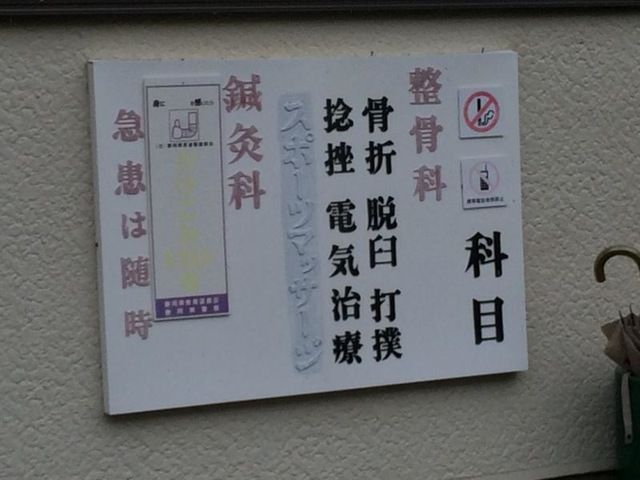 科目
整骨科
骨折 脱臼 打撲
捻挫 電気治療
スポーツマッサージ
鍼灸科
急患は随時